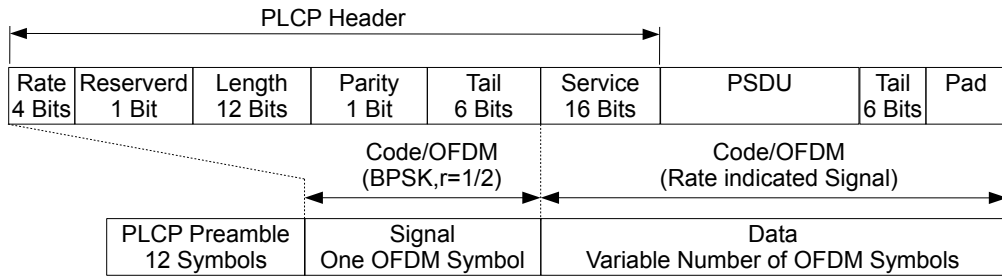 PLCP Header
Rate Reserverd Length Parity Tail Service PSDU Tail Pad
4 Bits 1 Bit 12 Bits 1 Bit 6 Bits 16 Bits 6 Bits
Code/OFDM Code/OFDM
(BPSK,r=1/2) (Rate indicated Signal)
PLCP Preamble Signal Data
12 Symbols One OFDM Symbol Variable Number of OFDM Symbols